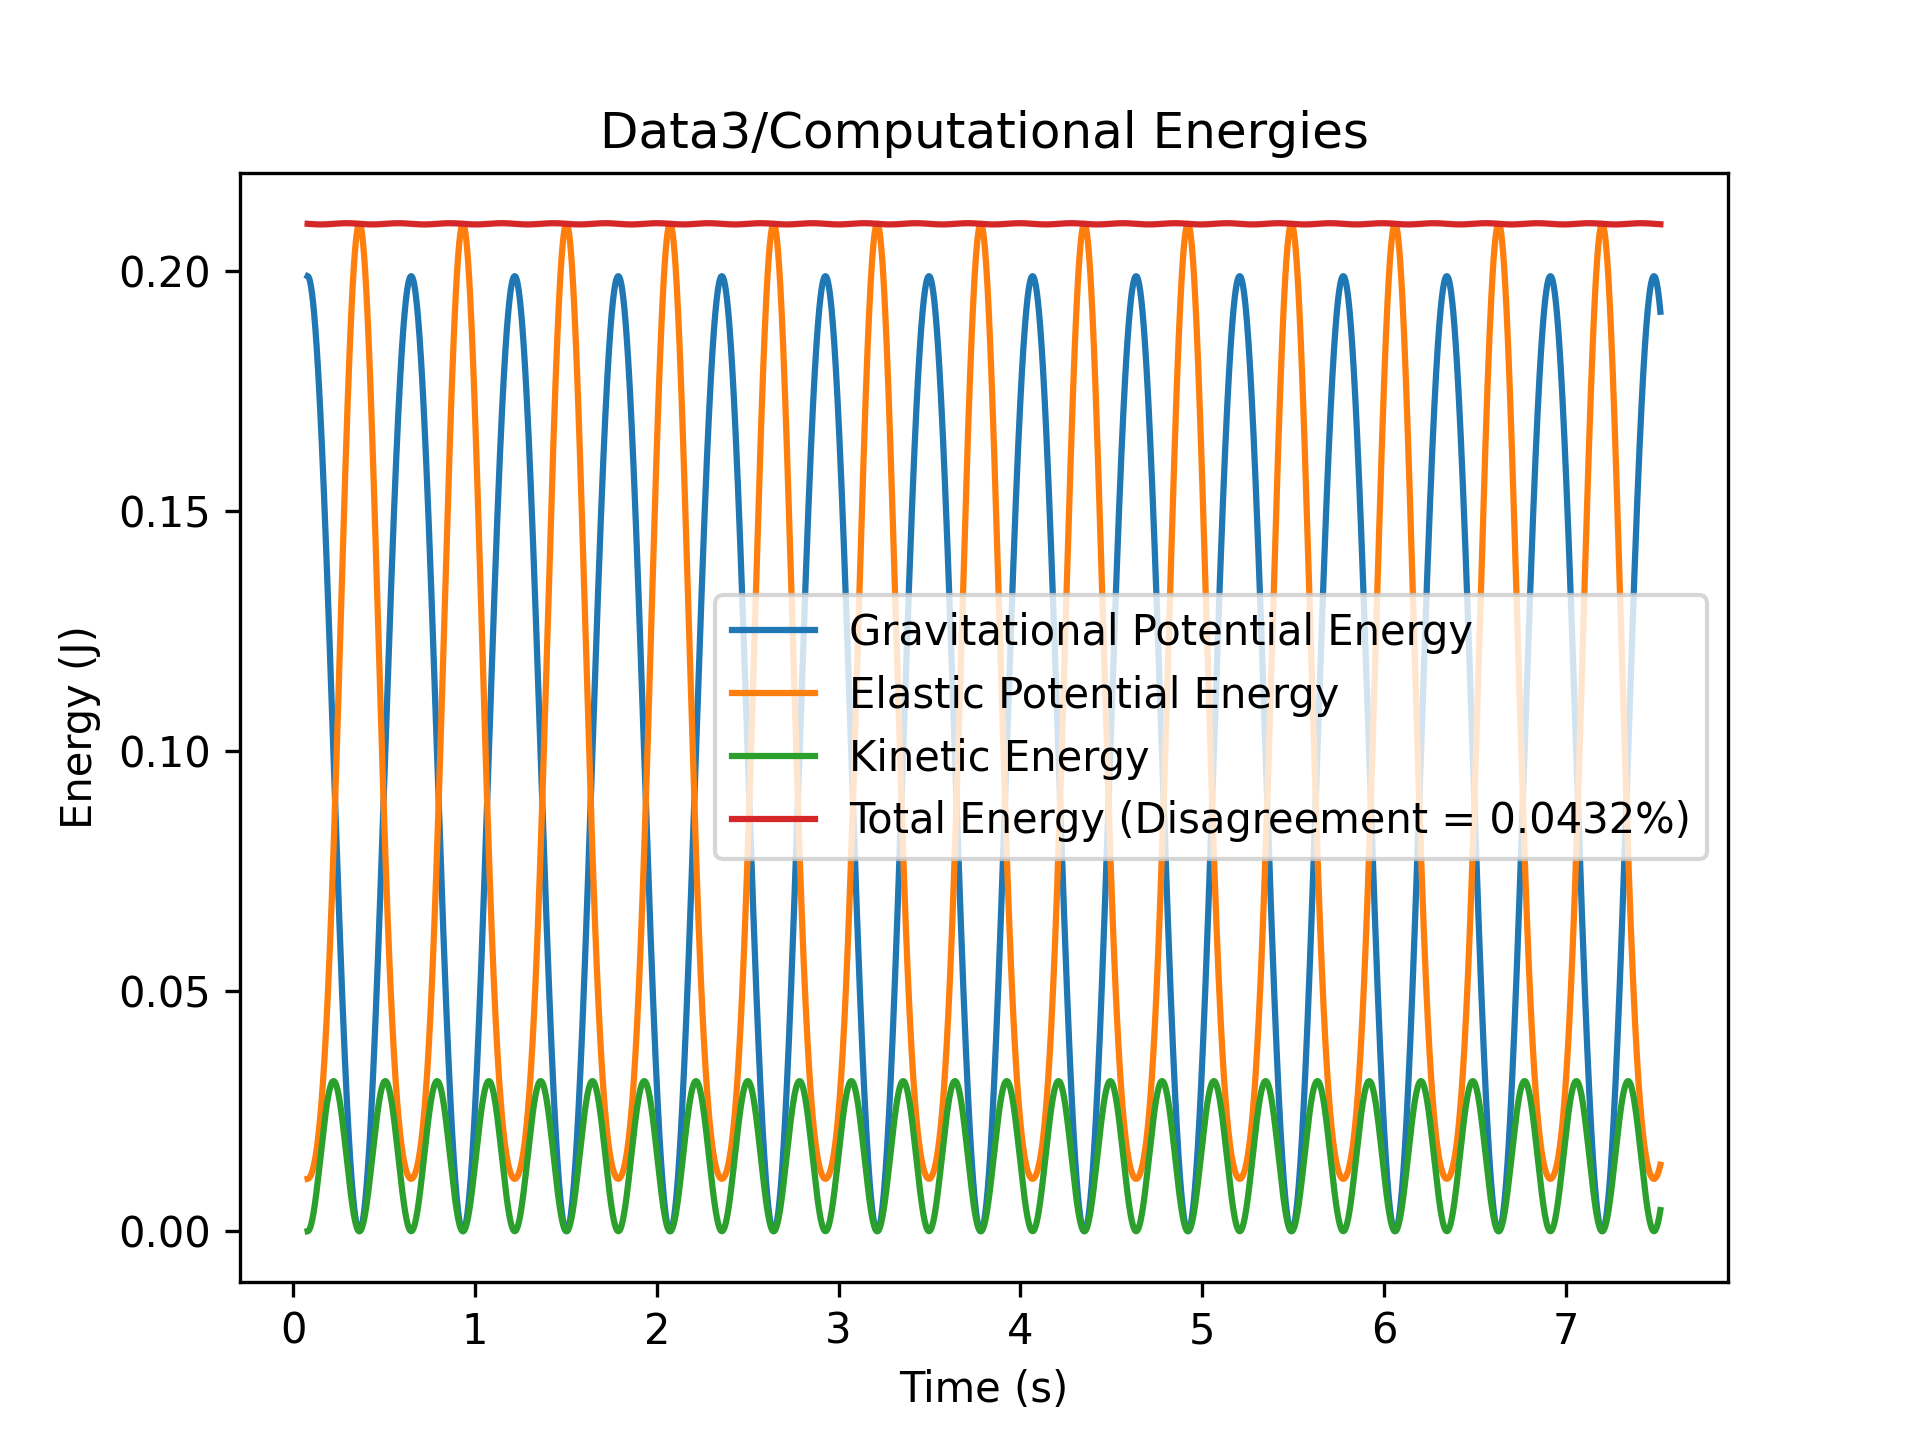 Data3/Computational Energies
Energy (J)
0.20
0.15
0.10
0.05
0.00
Gravitational Potential Energy
Elastic Potential Energy
Kinetic Energy
Total Energy (Disagreement = 0.0432%)
0 1 2 3 4 5 6 7
Time (s)